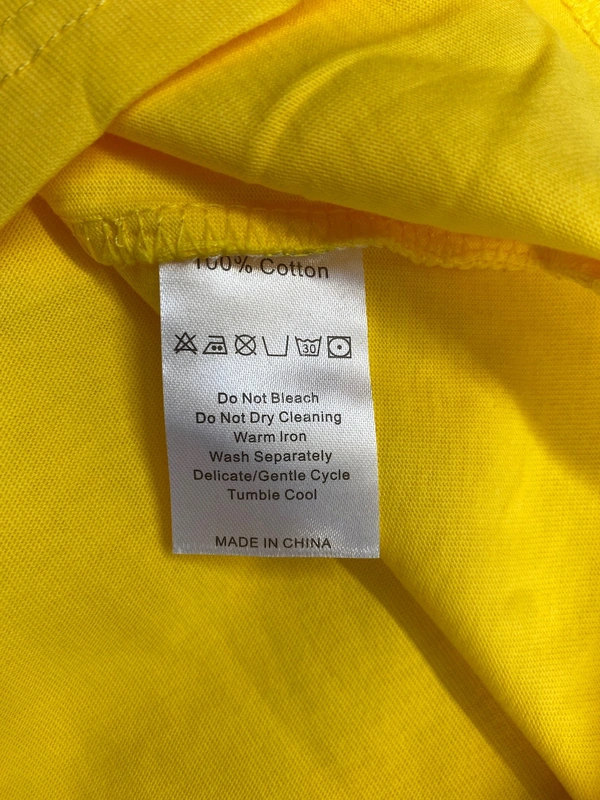 100% Cotton
30
Do Not Bleach
Do Not Dry Cleaning
Warm Iron
Wash Separately
Delicate/Gentle Cycle
Tumble Cool
MADE IN CHINA